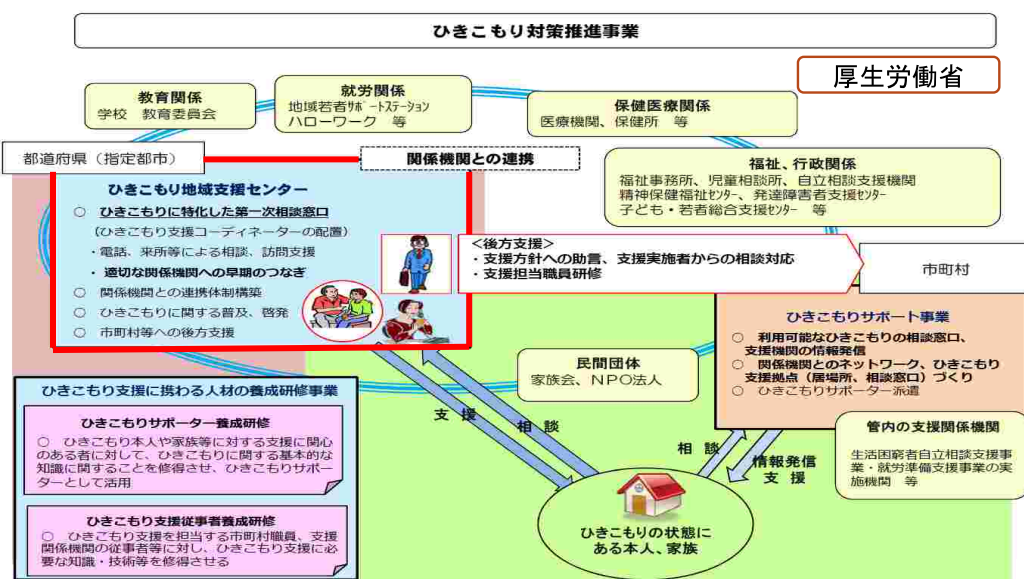 ひきこもり対策推進事業
厚生労働省
教育関係
学校　教育委員会
就労関係
地域若者ｻﾎﾟｰﾄｽﾃｰｼｮﾝ
ハローワーク　等
保健医療関係
医療機関、保健所　等
都道府県（指定都市）
関係機関との連携
福祉、行政関係
福祉事務所、児童相談所、自立相談支援機関
精神保健福祉ｾﾝﾀｰ、発達障害者支援ｾﾝﾀｰ
子ども・若者総合支援ｾﾝﾀｰ　等
ひきこもり地域支援センター
○　ひきこもりに特化した第一次相談窓口
（ひきこもり支援コーディネーターの配置）
・電話、来所等による相談、訪問支援
・適切な関係機関への早期のつなぎ
○　関係機関との連携体制構築
○　ひきこもりに関する普及、啓発
○　市町村等への後方支援
＜後方支援＞
・支援方針への助言、支援実施者からの相談対応
・支援担当職員研修
市町村
ひきこもりサポート事業
○　利用可能なひきこもりの相談窓口、
支援機関の情報発信
○　関係機関とのネットワーク、ひきこもり
支援拠点（居場所、相談窓口）づくり
○　ひきこもりサポーター派遣
民間団体
家族会、ＮＰＯ法人
ひきこもり支援に携わる人材の養成研修事業
ひきこもりサポーター養成研修
○　ひきこもり本人や家族等に対する支援に関心
のある者に対して、ひきこもりに関する基本的な
知識に関することを修得させ、ひきこもりサポー
ターとして活用
ひきこもり支援従事者養成研修
○　ひきこもり支援を担当する市町村職員、支援
関係機関の従事者等に対し、ひきこもり支援に必
要な知識・技術等を修得させる
支　援
相　談
相　談
情報発信
支　援
管内の支援関係機関
生活困窮者自立相談支援事
業・就労準備支援事業の実
施機関　等
ひきこもりの状態に
ある本人、家族